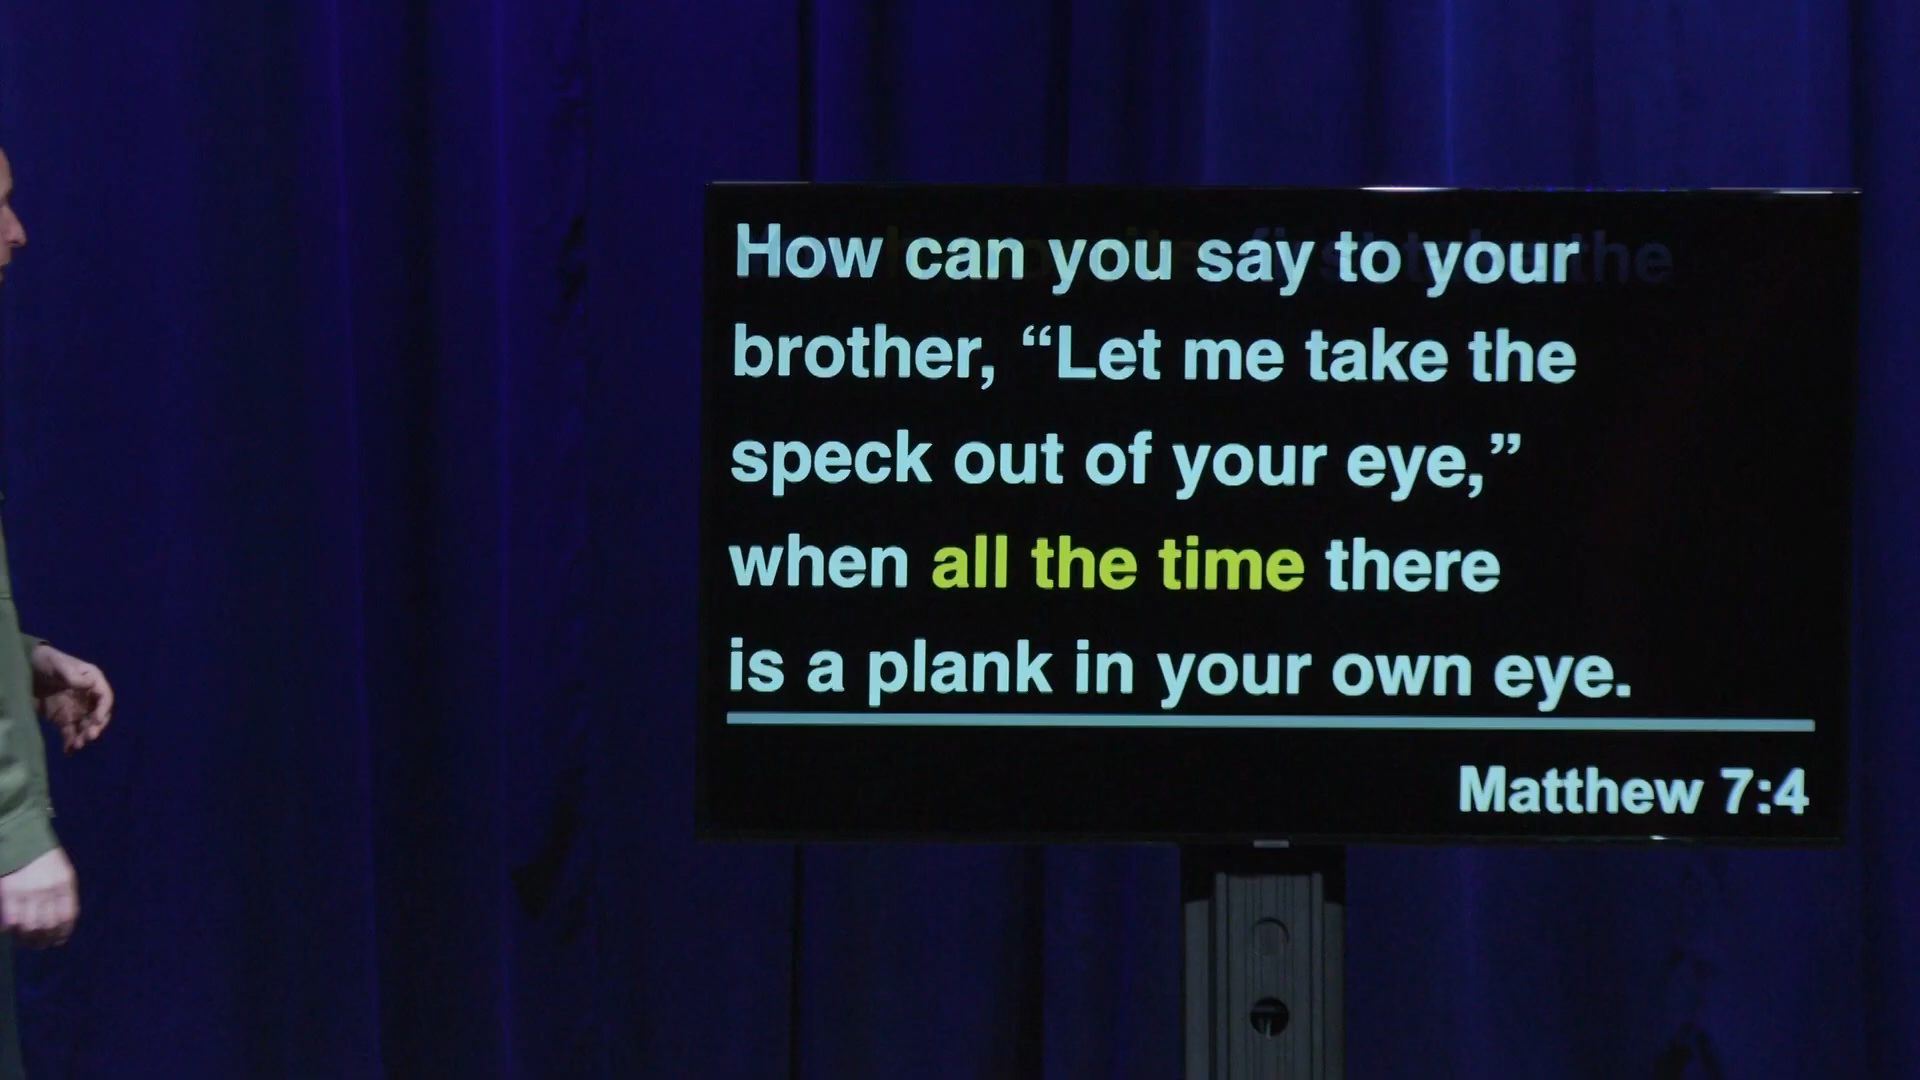 How can you say to your
brother, “Let me take the
speck out of your eye,”
when all the time there
is a plank in your own eye.
Matthew 7:4